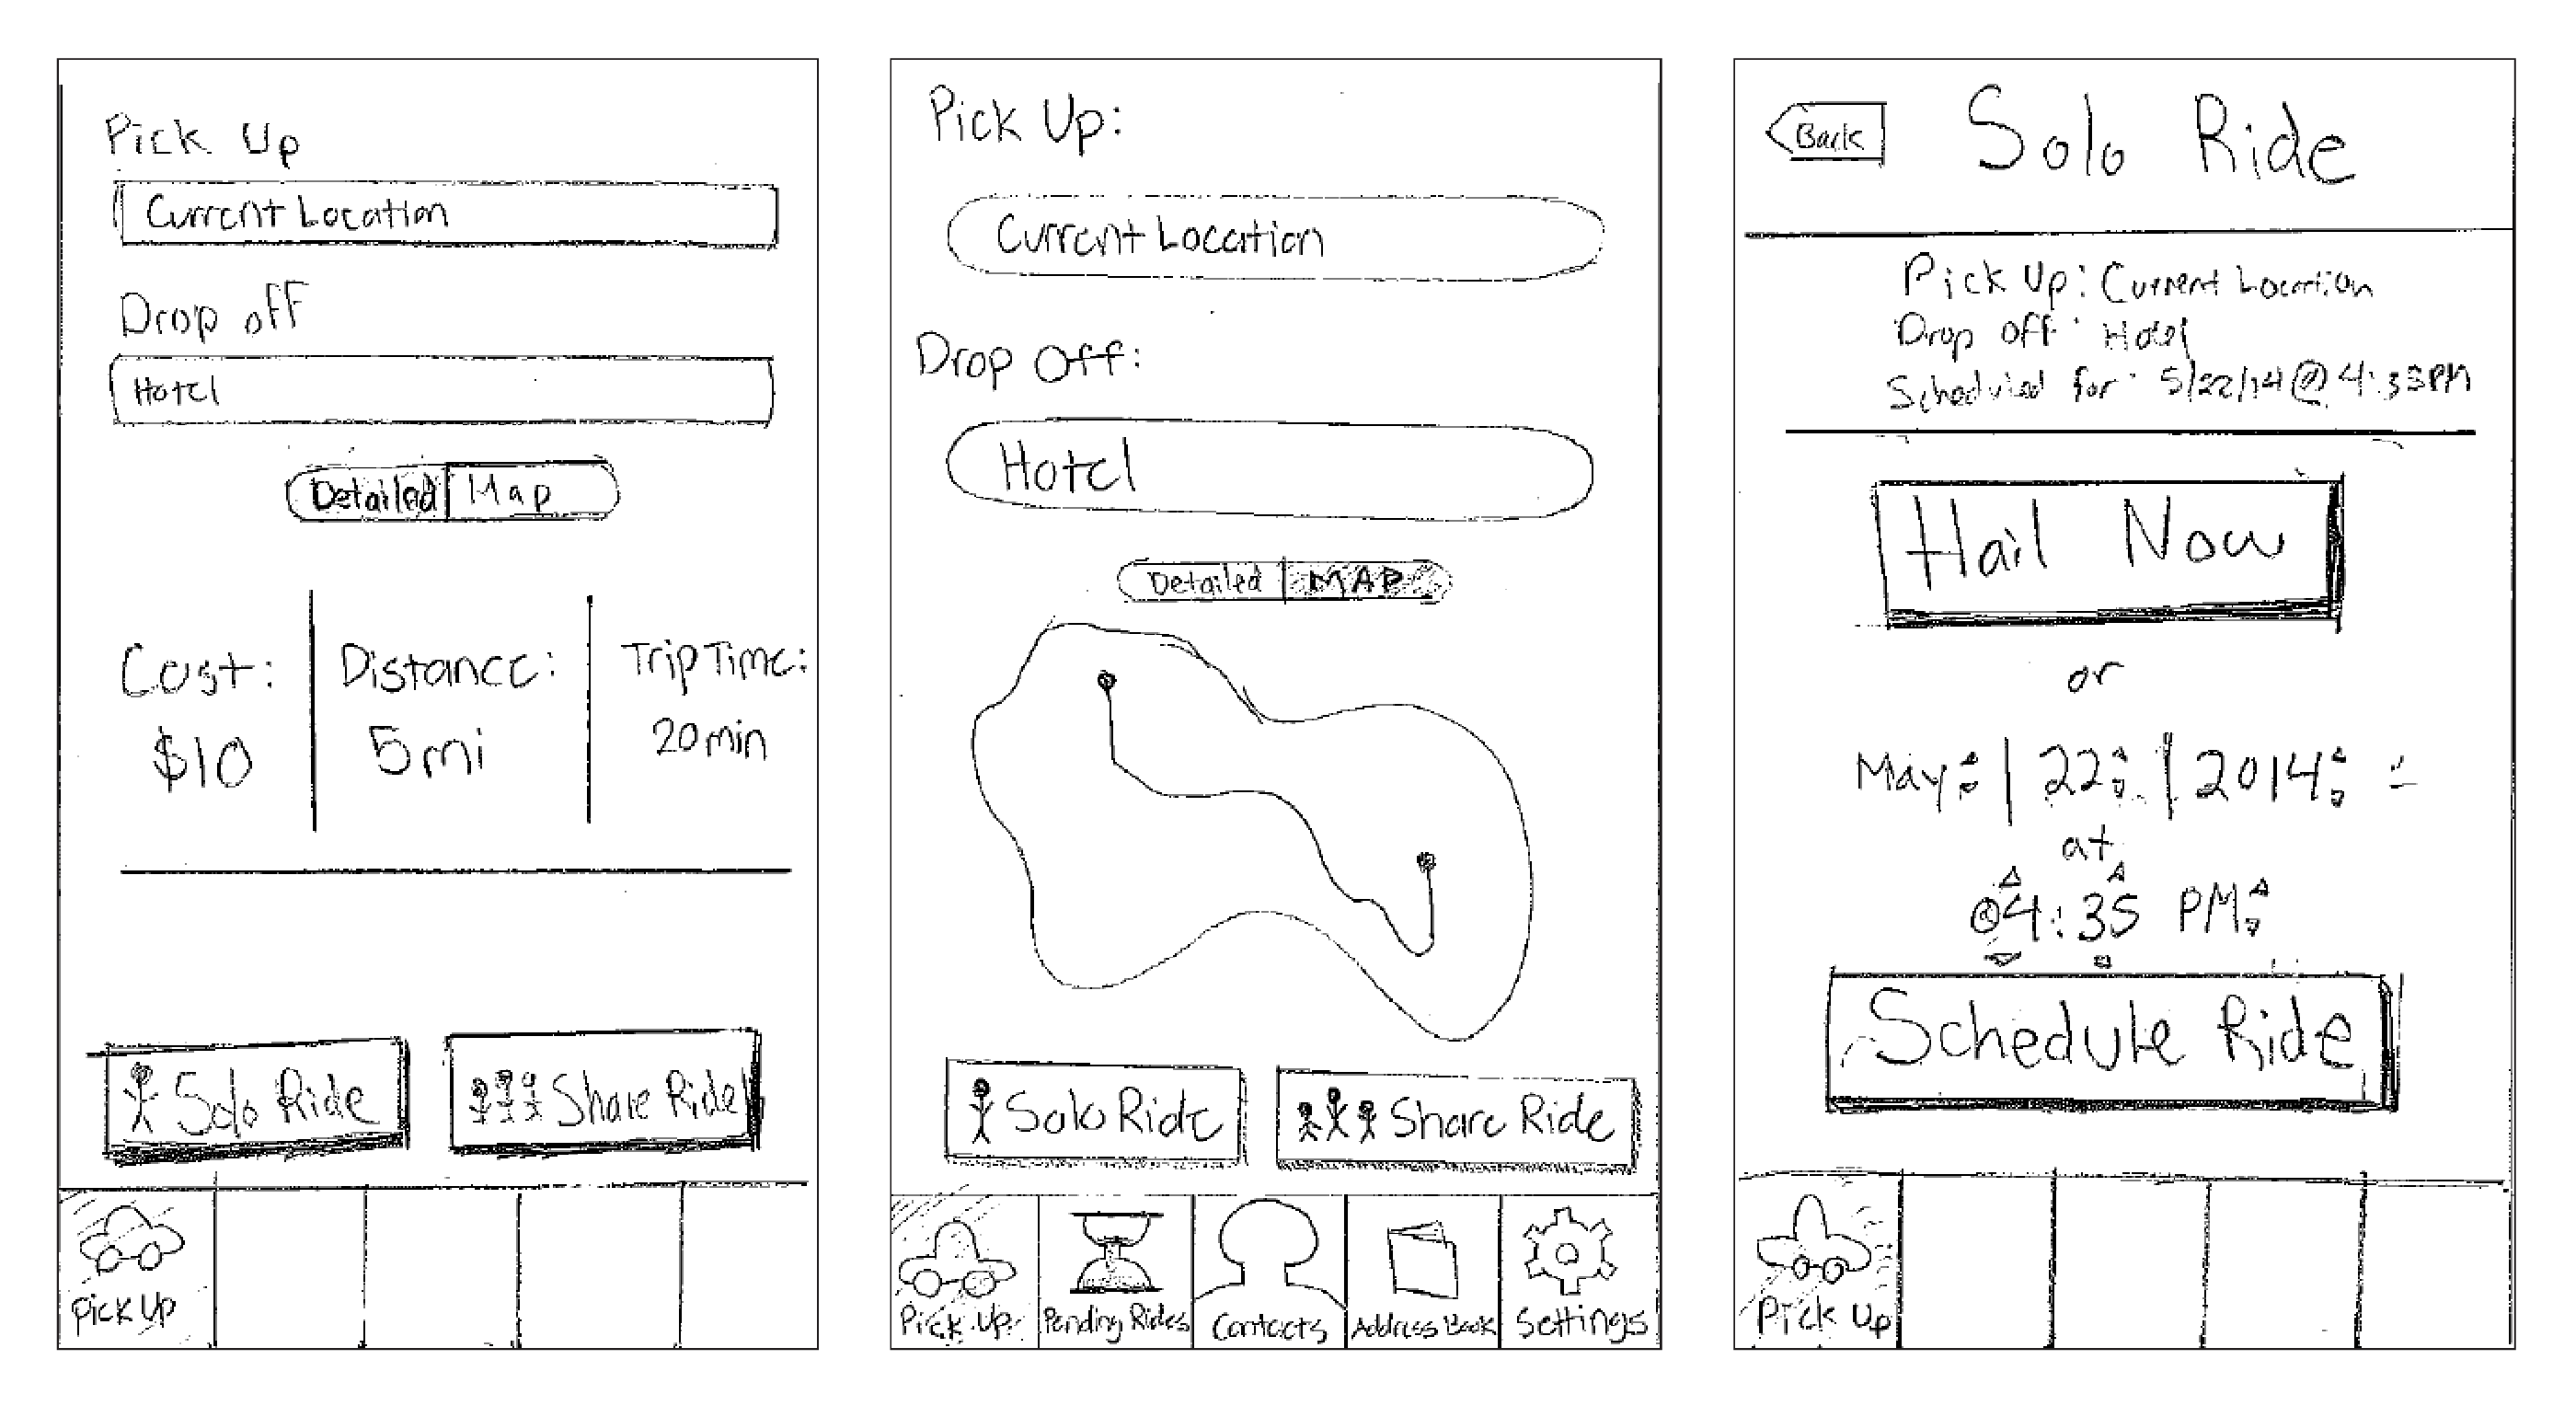 Pick Up
Current Location
Drop off
Hotel
Detailed Map
Cost: Distance: Trip Time:
$10 5mi 20min
Solo Ride Share Ride
Pick Up
Pick Up:
Current Location
Drop Off:
Hotel
Detailed MAP
Solo Ride Share Ride
Pick Up Pending Rides Contacts Address Book Settings
Back Solo Ride
Pick Up: Current Location
Drop off: Hotel
Scheduled for: 5/22/14 @ 4:35PM
Hail Now
or
May | 22 | 2014
at
@4:35 PM
Schedule Ride
Pick Up